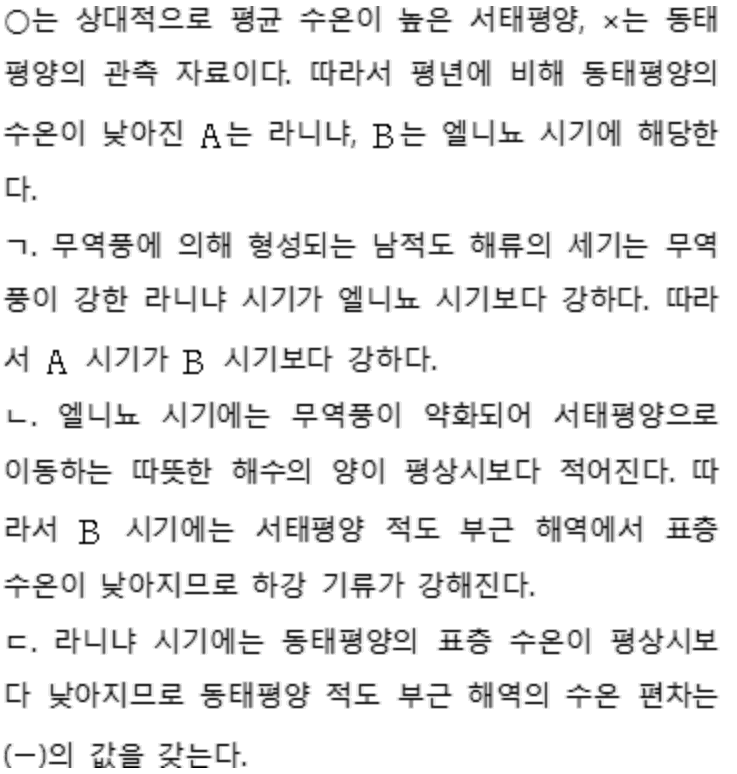 ○는 상대적으로 평균 수온이 높은 서태평양, ×는 동태
평양의 관측 자료이다. 따라서 평년에 비해 동태평양의
수온이 낮아진 A는 라니냐, B는 엘니뇨 시기에 해당한
다.
ㄱ. 무역풍에 의해 형성되는 남적도 해류의 세기는 무역
풍이 강한 라니냐 시기가 엘니뇨 시기보다 강하다. 따라
서 A 시기가 B 시기보다 강하다.
ㄴ. 엘니뇨 시기에는 무역풍이 약화되어 서태평양으로
이동하는 따뜻한 해수의 양이 평상시보다 적어진다. 따
라서 B 시기에는 서태평양 적도 부근 해역에서 표층
수온이 낮아지므로 하강 기류가 강해진다.
ㄷ. 라니냐 시기에는 동태평양의 표층 수온이 평상시보
다 낮아지므로 동태평양 적도 부근 해역의 수온 편차는
(−)의 값을 갖는다.